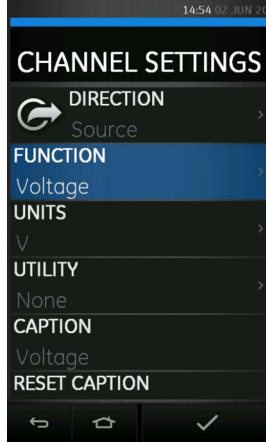 14:54 02 JUN 20
CHANNEL SETTINGS
DIRECTION
Source
FUNCTION
Voltage
UNITS
V
UTILITY
None
CAPTION
Voltage
RESET CAPTION